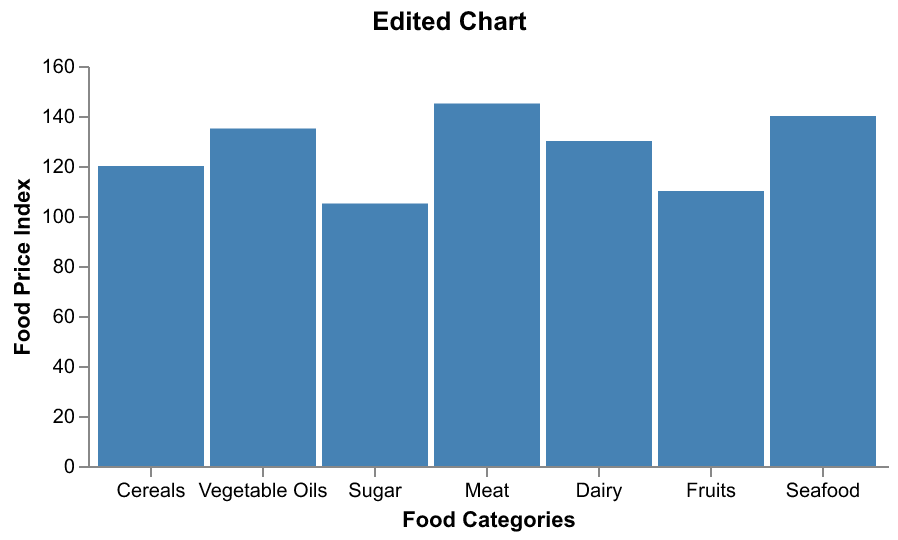 Edited Chart
Food Price Index
160
140
120
100
80
60
40
20
0
Cereals Vegetable Oils Sugar Meat Dairy Fruits Seafood
Food Categories